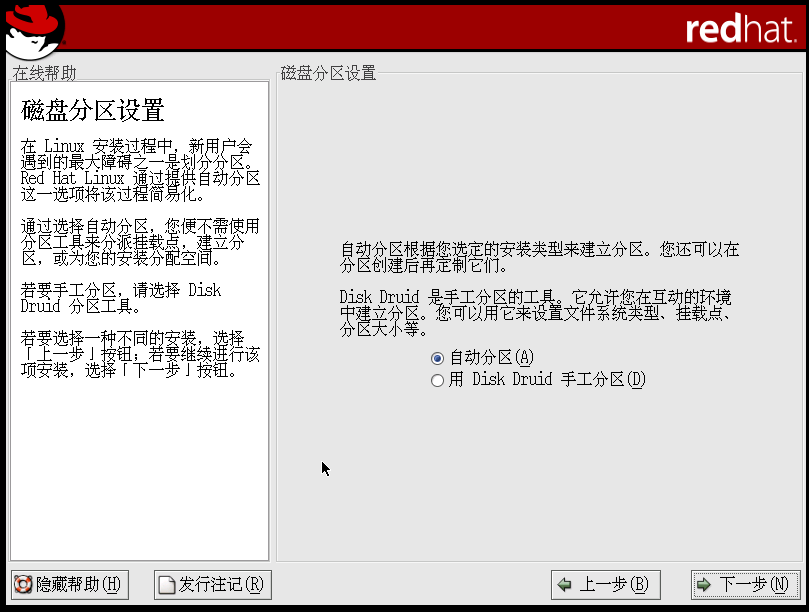 redhat.
在线帮助
磁盘分区设置
磁盘分区设置
在 Linux 安装过程中，新用户会
遇到的最大障碍之一是划分分区。
Red Hat Linux 通过提供自动分区
这一选项将该过程简易化。
通过选择自动分区，您便不需使用
分区工具来分派挂载点，建立分
区，或为您的安装分配空间。
若要手工分区，请选择 Disk
Druid 分区工具。
若要选择一种不同的安装，选择
「上一步」按钮；若要继续进行该
项安装，选择「下一步」按钮。
自动分区根据您选定的安装类型来建立分区。您还可以在
分区创建后再定制它们。
Disk Druid 是手工分区的工具。它允许您在互动的环境
中建立分区。您可以用它来设置文件系统类型、挂载点、
分区大小等。
自动分区(A)
用 Disk Druid 手工分区(D)
隐藏帮助(H)
发行注记(R)
上一步(B)
下一步(N)